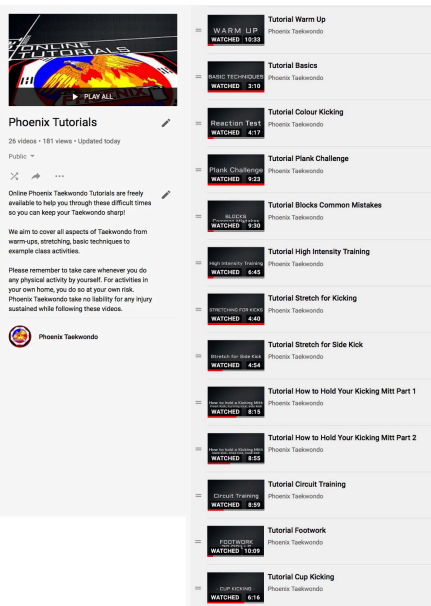 ONLINE
TUTORIALS
PLAY ALL
Phoenix Tutorials
26 videos • 181 views • Updated today
Public
Online Phoenix Taekwondo Tutorials are freely
available to help you through these difficult times
so you can keep your Taekwondo sharp!
We aim to cover all aspects of Taekwondo from
warm-ups, stretching, basic techniques to
example class activities.
Please remember to take care whenever you do
any physical activity by yourself. For activities in
your own home, you do so at your own risk.
Phoenix Taekwondo take no liability for any injury
sustained while following these videos.
Phoenix Taekwondo
WARM UP
WATCHED 10:33
Tutorial Warm Up
Phoenix Taekwondo
BASIC TECHNIQUES
WATCHED 3:10
Tutorial Basics
Phoenix Taekwondo
Reaction Test
WATCHED 4:17
Tutorial Colour Kicking
Phoenix Taekwondo
Plank Challenge
WATCHED 9:23
Tutorial Plank Challenge
Phoenix Taekwondo
BLOCKS
Common Mistakes
WATCHED 9:30
Tutorial Blocks Common Mistakes
Phoenix Taekwondo
High Intensity Training
WATCHED 6:45
Tutorial High Intensity Training
Phoenix Taekwondo
STRETCHING FOR KICKS
WATCHED 4:40
Tutorial Stretch for Kicking
Phoenix Taekwondo
Stretch for Side Kick
WATCHED 4:54
Tutorial Stretch for Side Kick
Phoenix Taekwondo
How to hold a Kicking Mitt
WATCHED 8:15
Tutorial How to Hold Your Kicking Mitt Part 1
Phoenix Taekwondo
How to hold a Kicking Mitt
WATCHED 8:55
Tutorial How to Hold Your Kicking Mitt Part 2
Phoenix Taekwondo
Circuit Training
WATCHED 8:59
Tutorial Circuit Training
Phoenix Taekwondo
FOOTWORK
WATCHED 10:09
Tutorial Footwork
Phoenix Taekwondo
- CUP KICKING -
WATCHED 6:16
Tutorial Cup Kicking
Phoenix Taekwondo